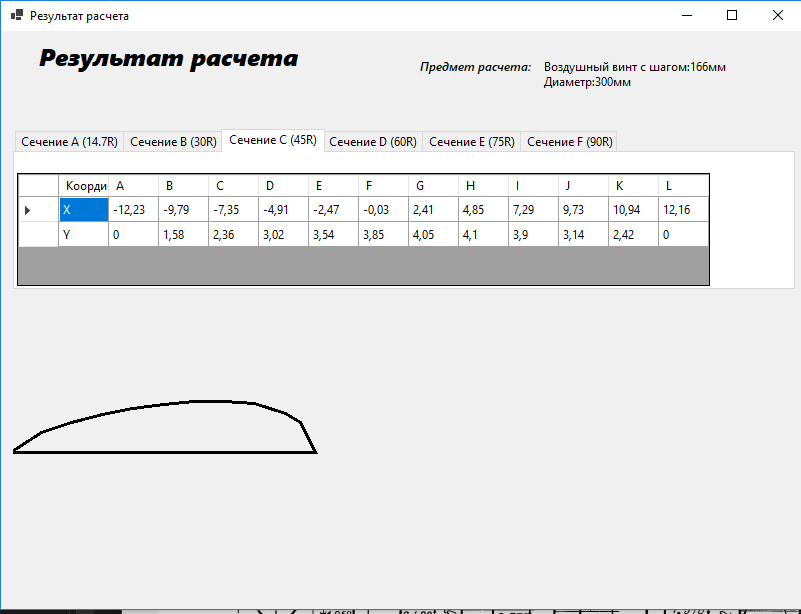 Результат расчета
Результат расчета
Предмет расчета: Воздушный винт с шагом:166мм
Диаметр:300мм
Сечение A (14.7R) Сечение B (30R) Сечение C (45R) Сечение D (60R) Сечение E (75R) Сечение F (90R)
Коорди A B C D E F G H I J K L
X -12,23 -9,79 -7,35 -4,91 -2,47 -0,03 2,41 4,85 7,29 9,73 10,94 12,16
Y 0 1,58 2,36 3,02 3,54 3,85 4,05 4,1 3,9 3,14 2,42 0